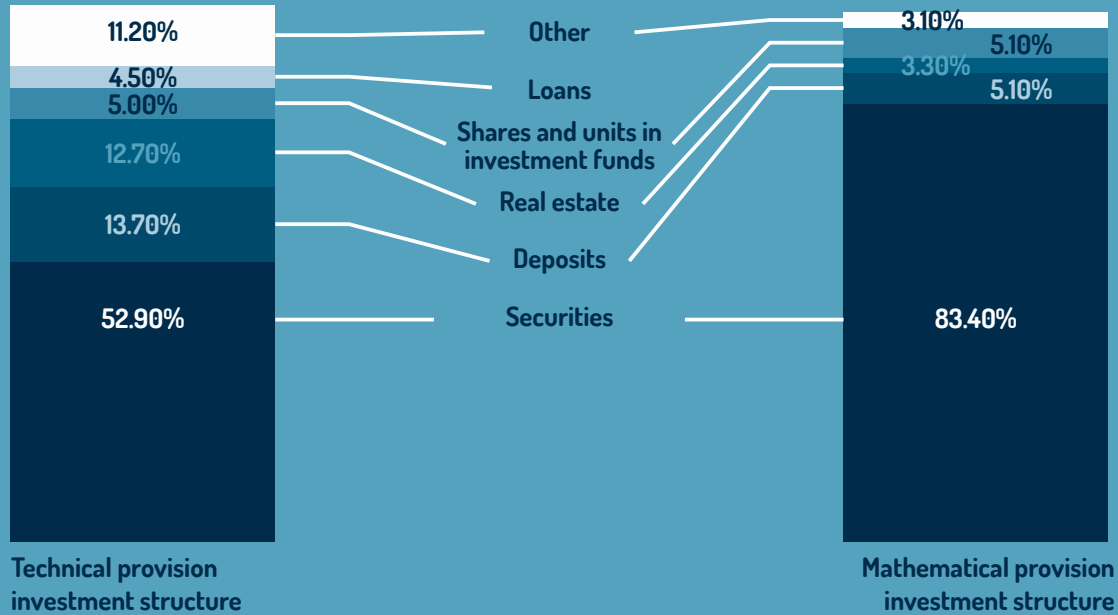 11.20%
4.50%
5.00%
12.70%
13.70%
52.90%
Other
Loans
Shares and units in
investment funds
Real estate
Deposits
Securities
3.10%
5.10%
3.30%
5.10%
83.40%
Technical provision
investment structure
Mathematical provision
investment structure